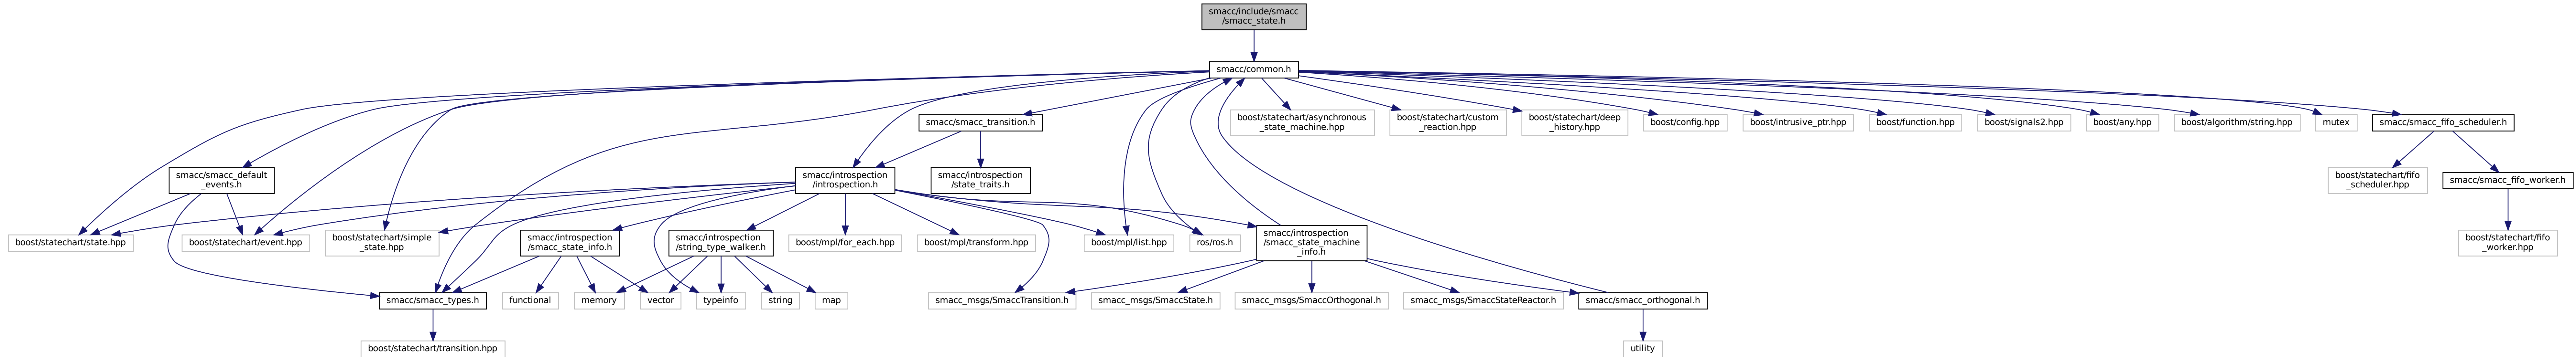 smacc/include/smacc
/smacc_state.h
smacc/common.h
smacc/smacc_transition.h
boost/statechart/asynchronous
_state_machine.hpp
boost/statechart/custom
_reaction.hpp
boost/statechart/deep
_history.hpp
boost/config.hpp
boost/intrusive_ptr.hpp
boost/function.hpp
boost/signals2.hpp
boost/any.hpp
boost/algorithm/string.hpp
mutex
smacc/smacc_fifo_scheduler.h
smacc/smacc_default
_events.h
smacc/introspection
/introspection.h
smacc/introspection
/state_traits.h
boost/statechart/fifo
_scheduler.hpp
smacc/smacc_fifo_worker.h
boost/statechart/state.hpp
boost/statechart/event.hpp
boost/statechart/simple
_state.hpp
smacc/introspection
/smacc_state_info.h
smacc/introspection
/string_type_walker.h
boost/mpl/for_each.hpp
boost/mpl/transform.hpp
boost/mpl/list.hpp
ros/ros.h
smacc/introspection
/smacc_state_machine
_info.h
boost/statechart/fifo
_worker.hpp
smacc/smacc_types.h
functional
memory
vector
typeinfo
string
map
smacc_msgs/SmaccTransition.h
smacc_msgs/SmaccState.h
smacc_msgs/SmaccOrthogonal.h
smacc_msgs/SmaccStateReactor.h
smacc/smacc_orthogonal.h
boost/statechart/transition.hpp
utility